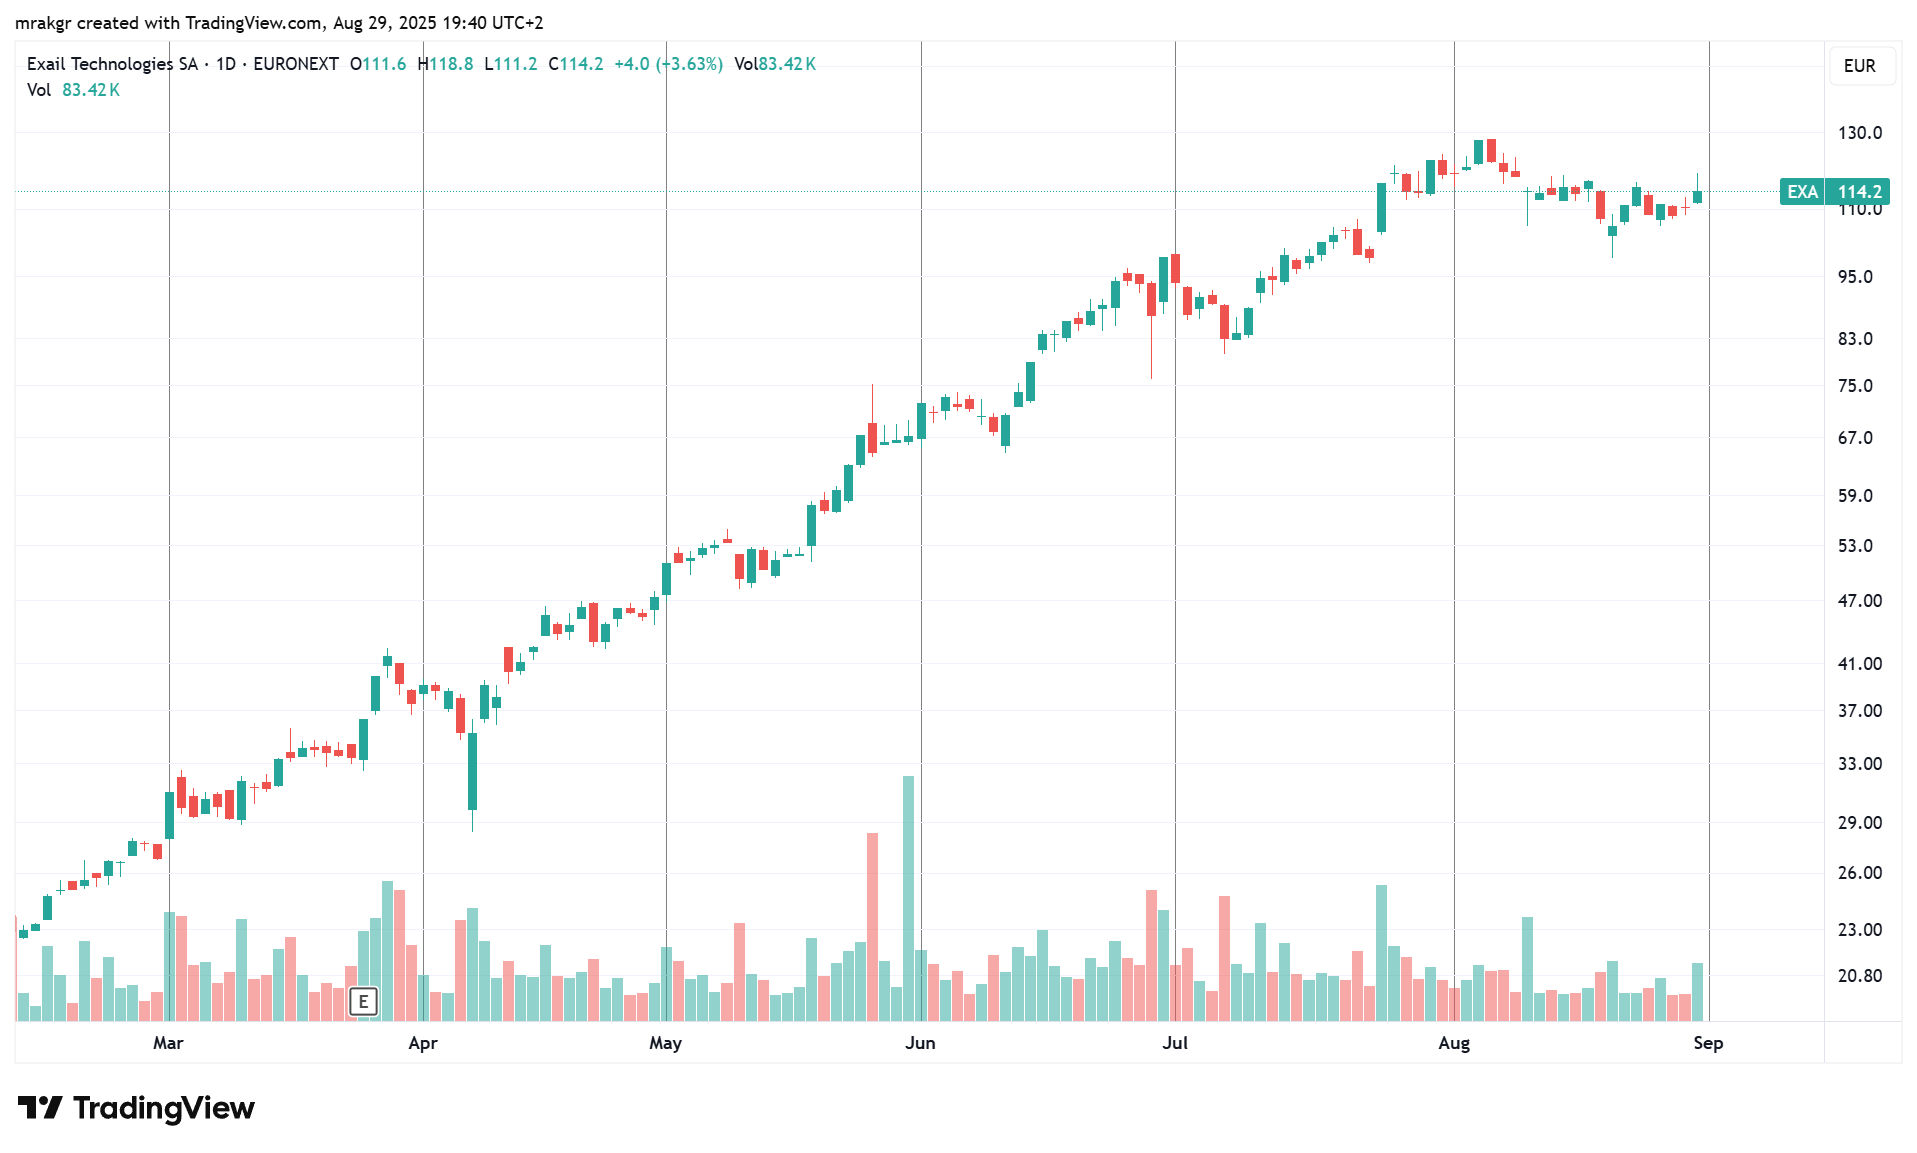 mrakgr created with TradingView.com, Aug 29, 2025 19:40 UTC+2
Exail Technologies SA · 1D · EURONEXT O111.6 H118.8 L111.2 C114.2 +4.0 (+3.63%) Vol83.42K
Vol 83.42K
EUR
130.0
EXA 114.2
110.0
95.0
83.0
75.0
67.0
59.0
53.0
47.00
41.00
37.00
33.00
29.00
26.00
23.00
20.80
E
Mar Apr May Jun Jul Aug Sep
TradingView